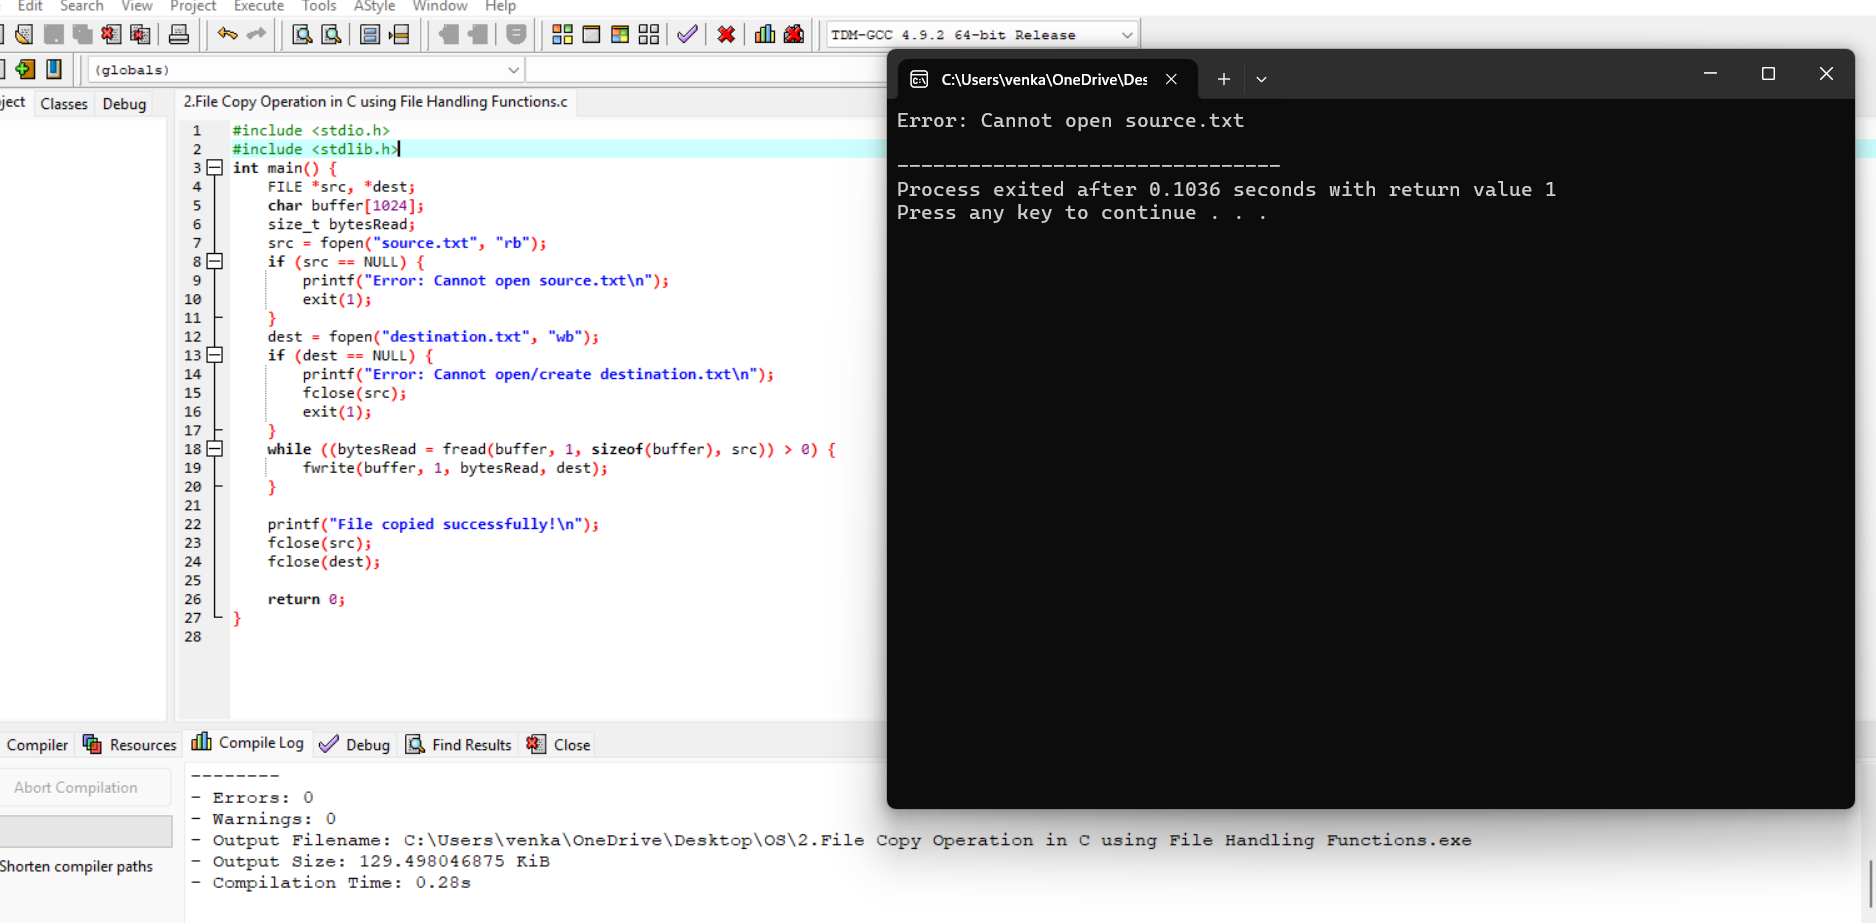 Edit Search View Project Execute Tools AStyle Window Help
TDM-GCC 4.9.2 64-bit Release
(globals)
ject Classes Debug
2.File Copy Operation in C using File Handling Functions.c
1 #include <stdio.h>
2 #include <stdlib.h>
3 int main() {
4 FILE *src, *dest;
5 char buffer[1024];
6 size_t bytesRead;
7 src = fopen("source.txt", "rb");
8 if (src == NULL) {
9 printf("Error: Cannot open source.txt\n");
10 exit(1);
11 }
12 dest = fopen("destination.txt", "wb");
13 if (dest == NULL) {
14 printf("Error: Cannot open/create destination.txt\n");
15 fclose(src);
16 exit(1);
17 }
18 while ((bytesRead = fread(buffer, 1, sizeof(buffer), src)) > 0) {
19 fwrite(buffer, 1, bytesRead, dest);
20 }
21
22 printf("File copied successfully!\n");
23 fclose(src);
24 fclose(dest);
25
26 return 0;
27 }
28
C:\Users\venka\OneDrive\Des
Error: Cannot open source.txt
--------------------------------
Process exited after 0.1036 seconds with return value 1
Press any key to continue . . .
Compiler Resources Compile Log Debug Find Results Close
Abort Compilation
Shorten compiler paths
--------
- Errors: 0
- Warnings: 0
- Output Filename: C:\Users\venka\OneDrive\Desktop\OS\2.File Copy Operation in C using File Handling Functions.exe
- Output Size: 129.498046875 KiB
- Compilation Time: 0.28s